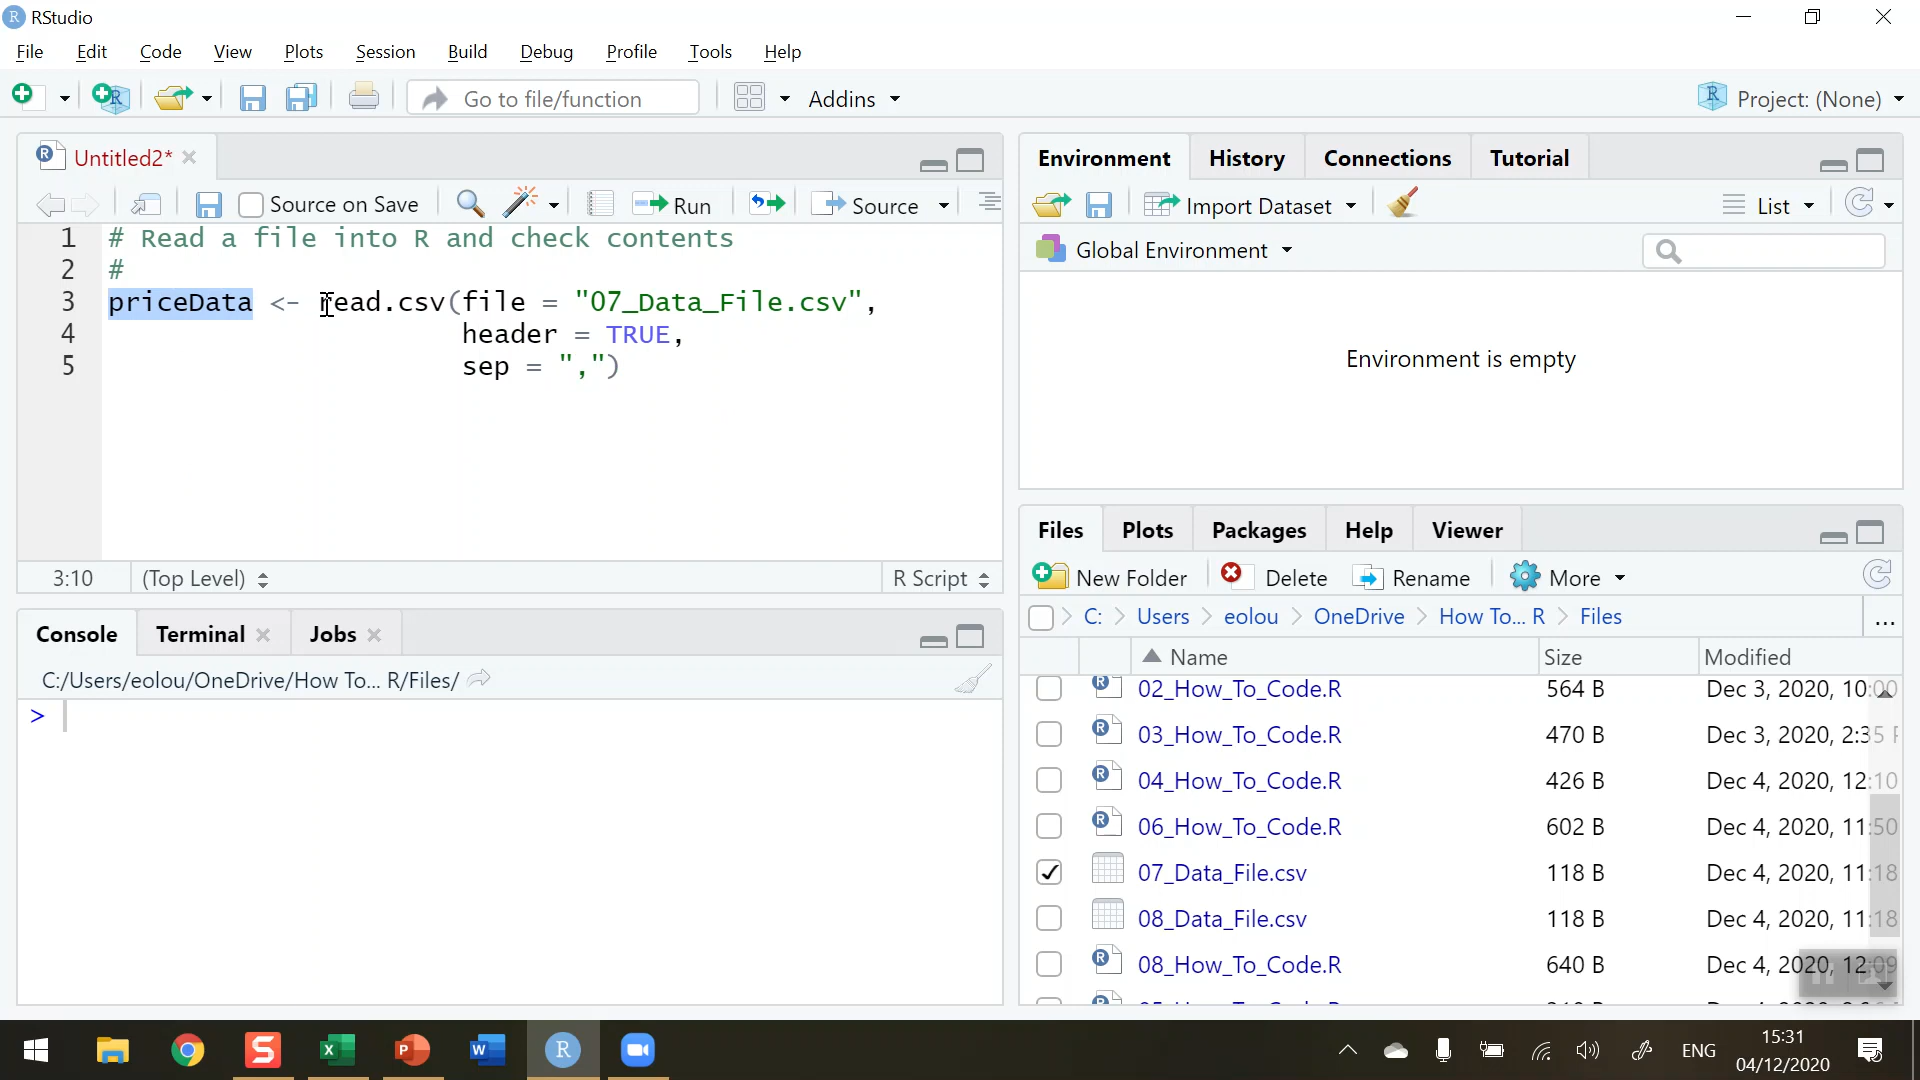 RStudio
File Edit Code View Plots Session Build Debug Profile Tools Help
Go to file/function Addins Project: (None)
Untitled2*
Source on Save Run Source
1 # Read a file into R and check contents
2 #
3 priceData <- read.csv(file = "07_Data_File.csv",
4 header = TRUE,
5 sep = ",")
3:10 (Top Level) R Script
Console Terminal Jobs
C:/Users/eolou/OneDrive/How To... R/Files/
>
Environment History Connections Tutorial
Import Dataset List
Global Environment
Environment is empty
Files Plots Packages Help Viewer
New Folder Delete Rename More
C: Users eolou OneDrive How To... R Files ...
Name Size Modified
02_How_To_Code.R 564 B Dec 3, 2020, 10:00
03_How_To_Code.R 470 B Dec 3, 2020, 2:35 P
04_How_To_Code.R 426 B Dec 4, 2020, 12:10
06_How_To_Code.R 602 B Dec 4, 2020, 11:50
07_Data_File.csv 118 B Dec 4, 2020, 11:18
08_Data_File.csv 118 B Dec 4, 2020, 11:18
08_How_To_Code.R 640 B Dec 4, 2020, 12:09
ENG 15:31
04/12/2020